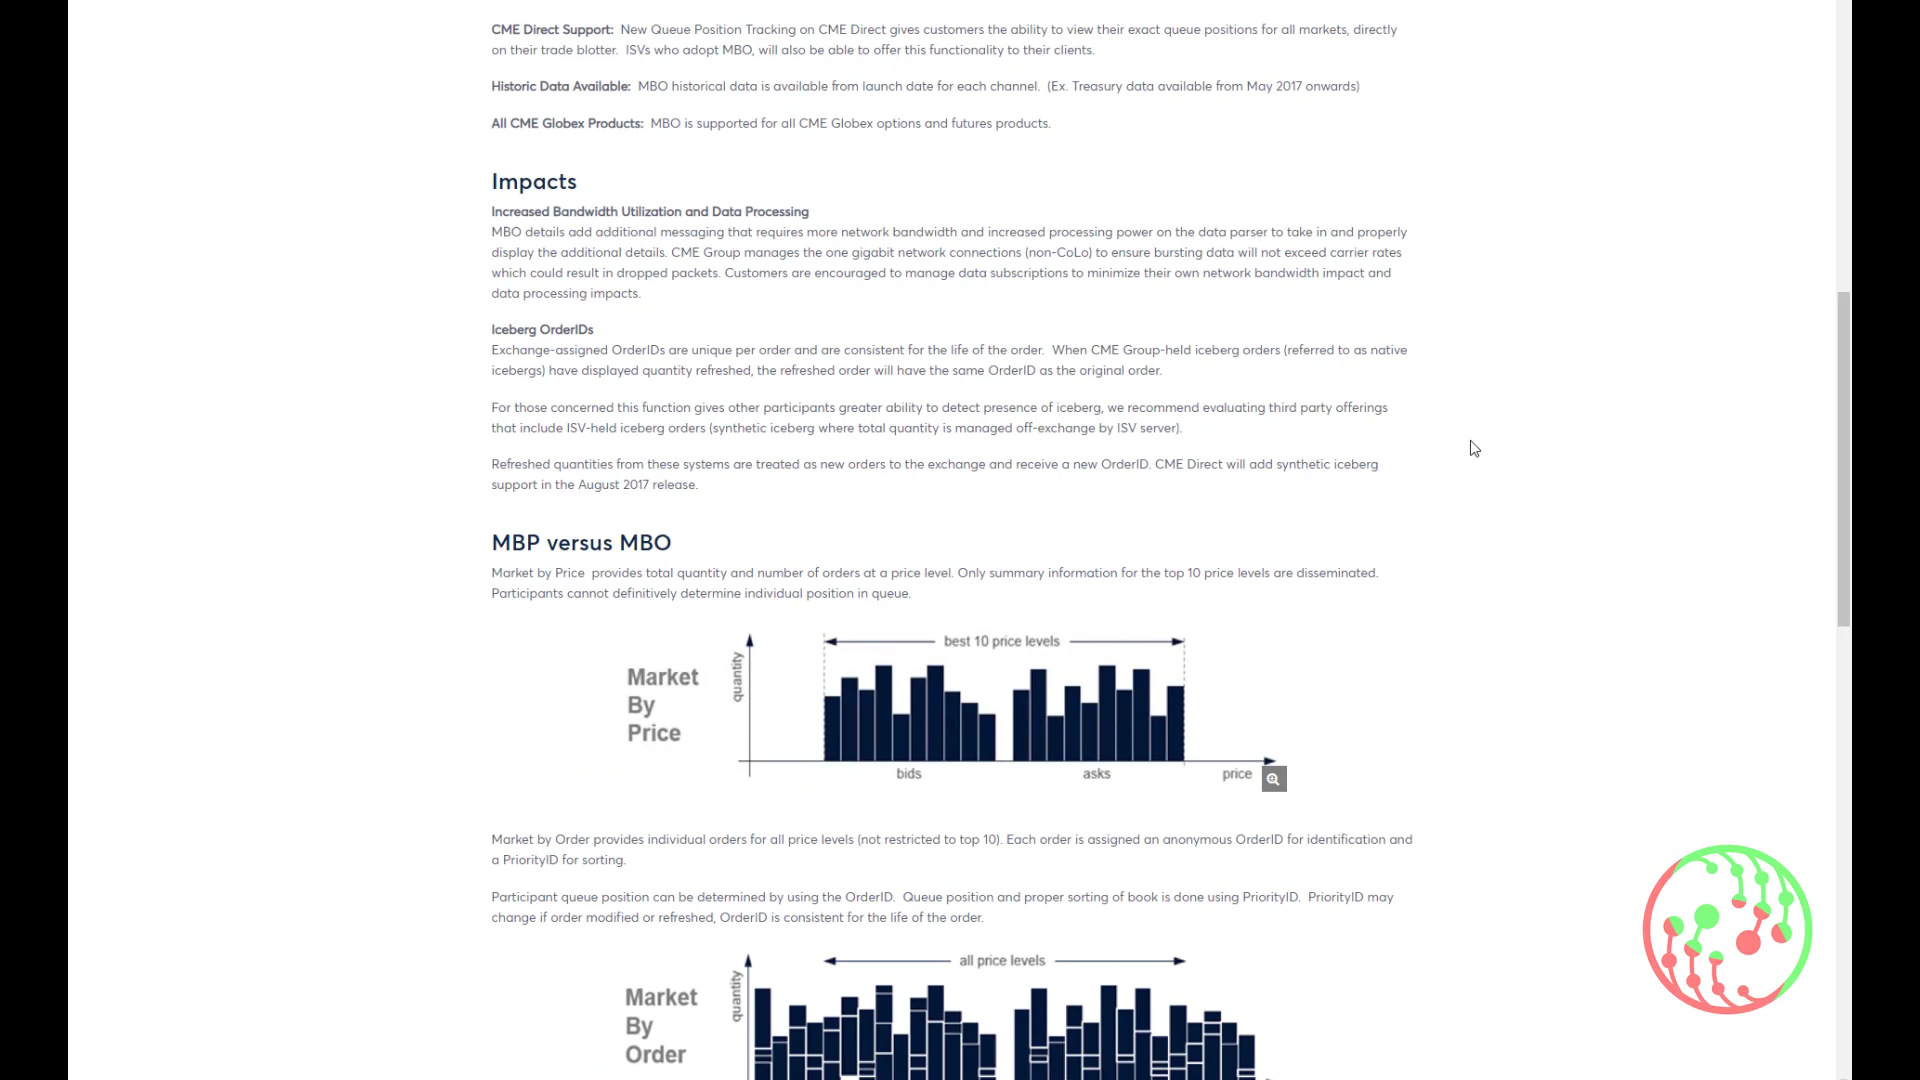 CME Direct Support:  New Queue Position Tracking on CME Direct gives customers the ability to view their exact queue positions for all markets, directly
on their trade blotter.  ISVs who adopt MBO, will also be able to offer this functionality to their clients.
Historic Data Available:  MBO historical data is available from launch date for each channel.  (Ex. Treasury data available from May 2017 onwards)
All CME Globex Products:  MBO is supported for all CME Globex options and futures products.
Impacts
Increased Bandwidth Utilization and Data Processing
MBO details add additional messaging that requires more network bandwidth and increased processing power on the data parser to take in and properly
display the additional details. CME Group manages the one gigabit network connections (non-CoLo) to ensure bursting data will not exceed carrier rates
which could result in dropped packets. Customers are encouraged to manage data subscriptions to minimize their own network bandwidth impact and
data processing impacts.
Iceberg OrderIDs
Exchange-assigned OrderIDs are unique per order and are consistent for the life of the order.  When CME Group-held iceberg orders (referred to as native
icebergs) have displayed quantity refreshed, the refreshed order will have the same OrderID as the original order.
For those concerned this function gives other participants greater ability to detect presence of iceberg, we recommend evaluating third party offerings
that include ISV-held iceberg orders (synthetic iceberg where total quantity is managed off-exchange by ISV server).
Refreshed quantities from these systems are treated as new orders to the exchange and receive a new OrderID. CME Direct will add synthetic iceberg
support in the August 2017 release.
MBP versus MBO
Market by Price  provides total quantity and number of orders at a price level. Only summary information for the top 10 price levels are disseminated.
Participants cannot definitively determine individual position in queue.
best 10 price levels
quantity
Market
By
Price
bids
asks
price
Market by Order provides individual orders for all price levels (not restricted to top 10). Each order is assigned an anonymous OrderID for identification and
a PriorityID for sorting.
Participant queue position can be determined by using the OrderID.  Queue position and proper sorting of book is done using PriorityID.  PriorityID may
change if order modified or refreshed, OrderID is consistent for the life of the order.
all price levels
quantity
Market
By
Order